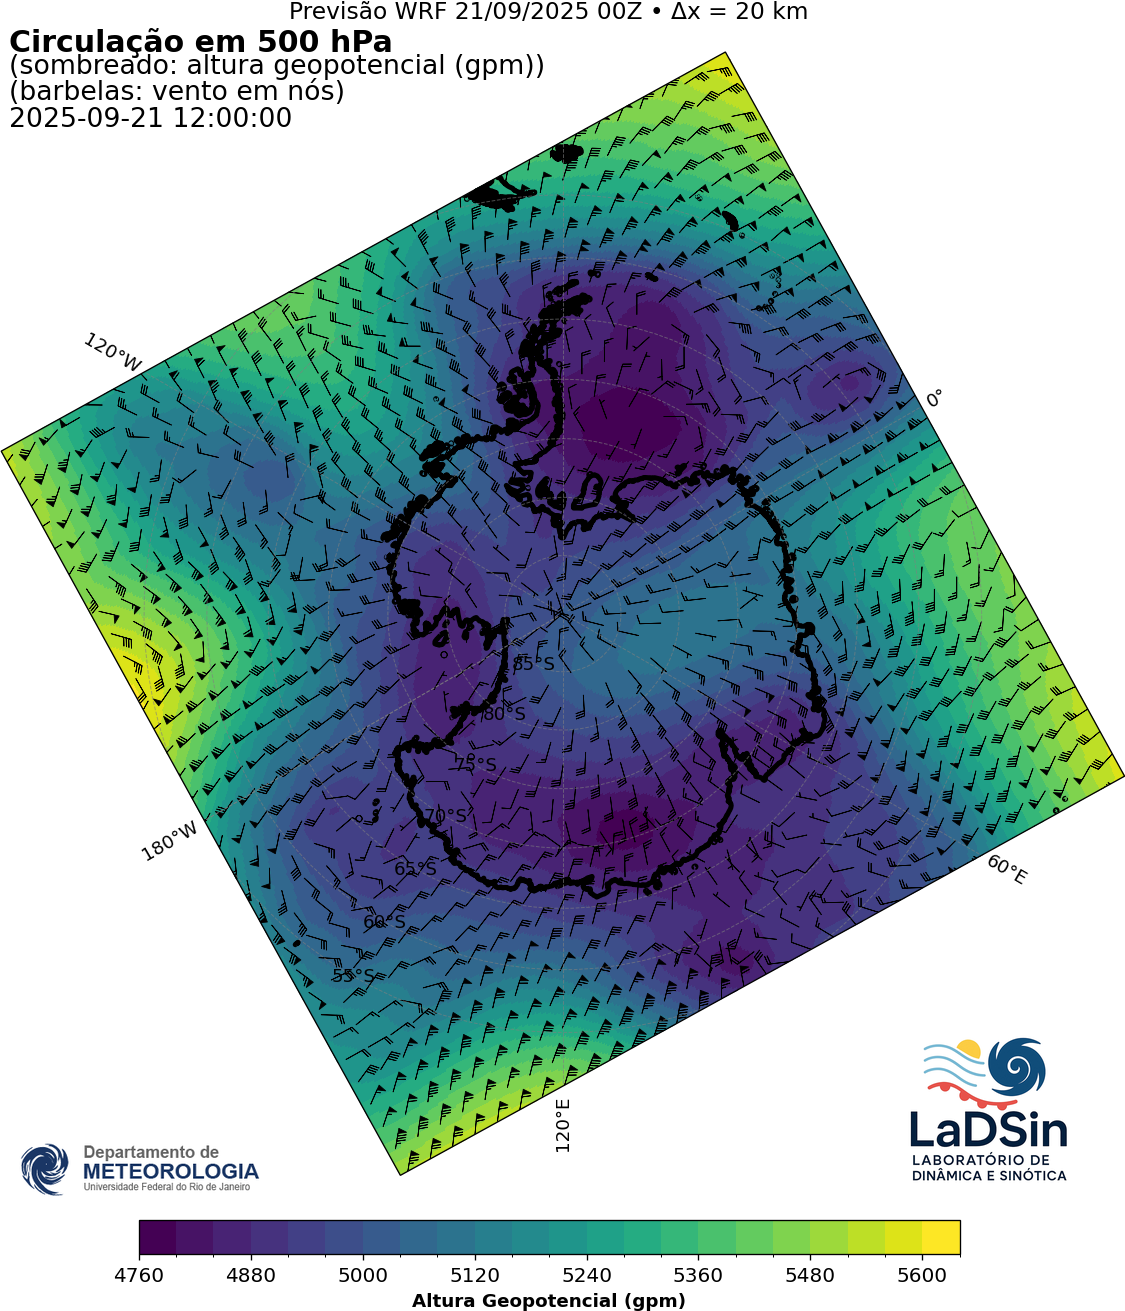 Previsão WRF 21/09/2025 00Z • Δx = 20 km
Circulação em 500 hPa
(sombreado: altura geopotencial (gpm))
(barbelas: vento em nós)
2025-09-21 12:00:00
120°W
0°
85°S
80°S
75°S
70°S
180°W
65°S
60°E
60°S
55°S
120°E
LaDSin
LABORATÓRIO DE
DINÂMICA E SINÓTICA
Departamento de
METEOROLOGIA
Universidade Federal do Rio de Janeiro
4760 4880 5000 5120 5240 5360 5480 5600
Altura Geopotencial (gpm)